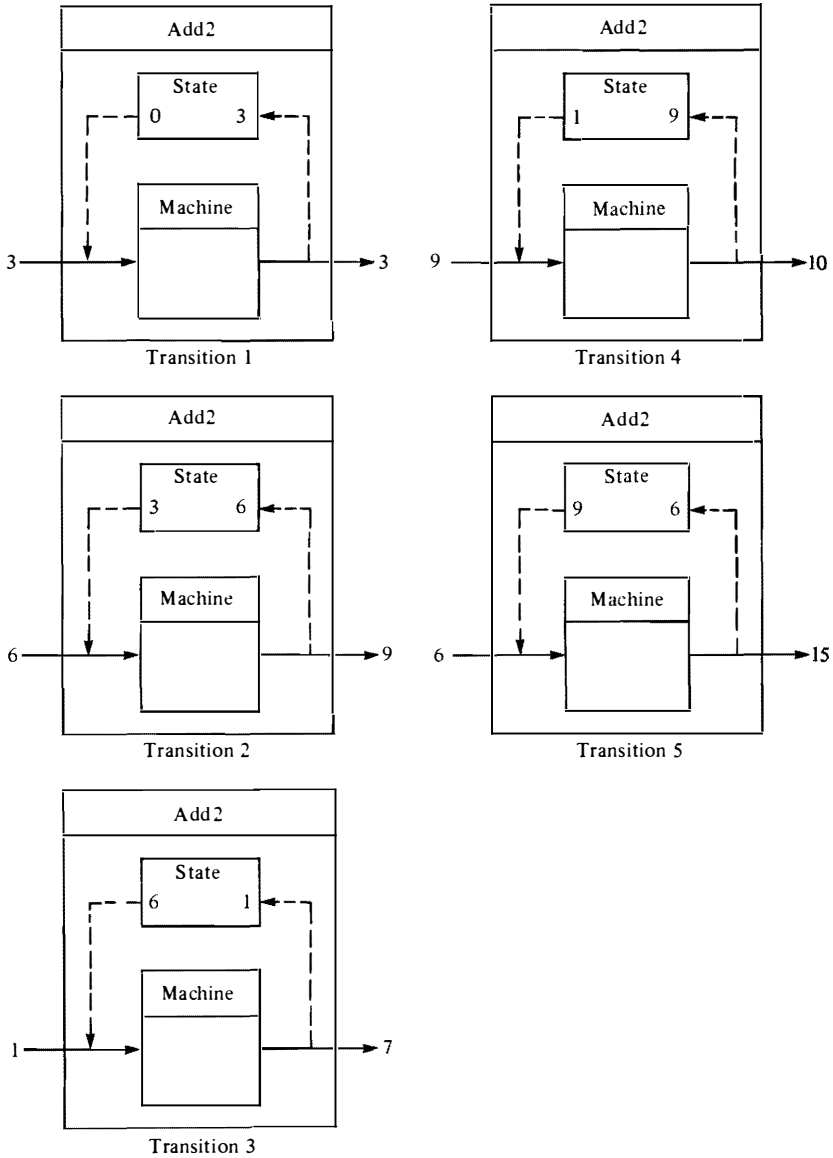 Add2
State
0 3
Machine
3 3
Transition 1
Add2
State
3 6
Machine
6 9
Transition 2
Add2
State
6 1
Machine
1 7
Transition 3
Add2
State
1 9
Machine
9 10
Transition 4
Add2
State
9 6
Machine
6 15
Transition 5